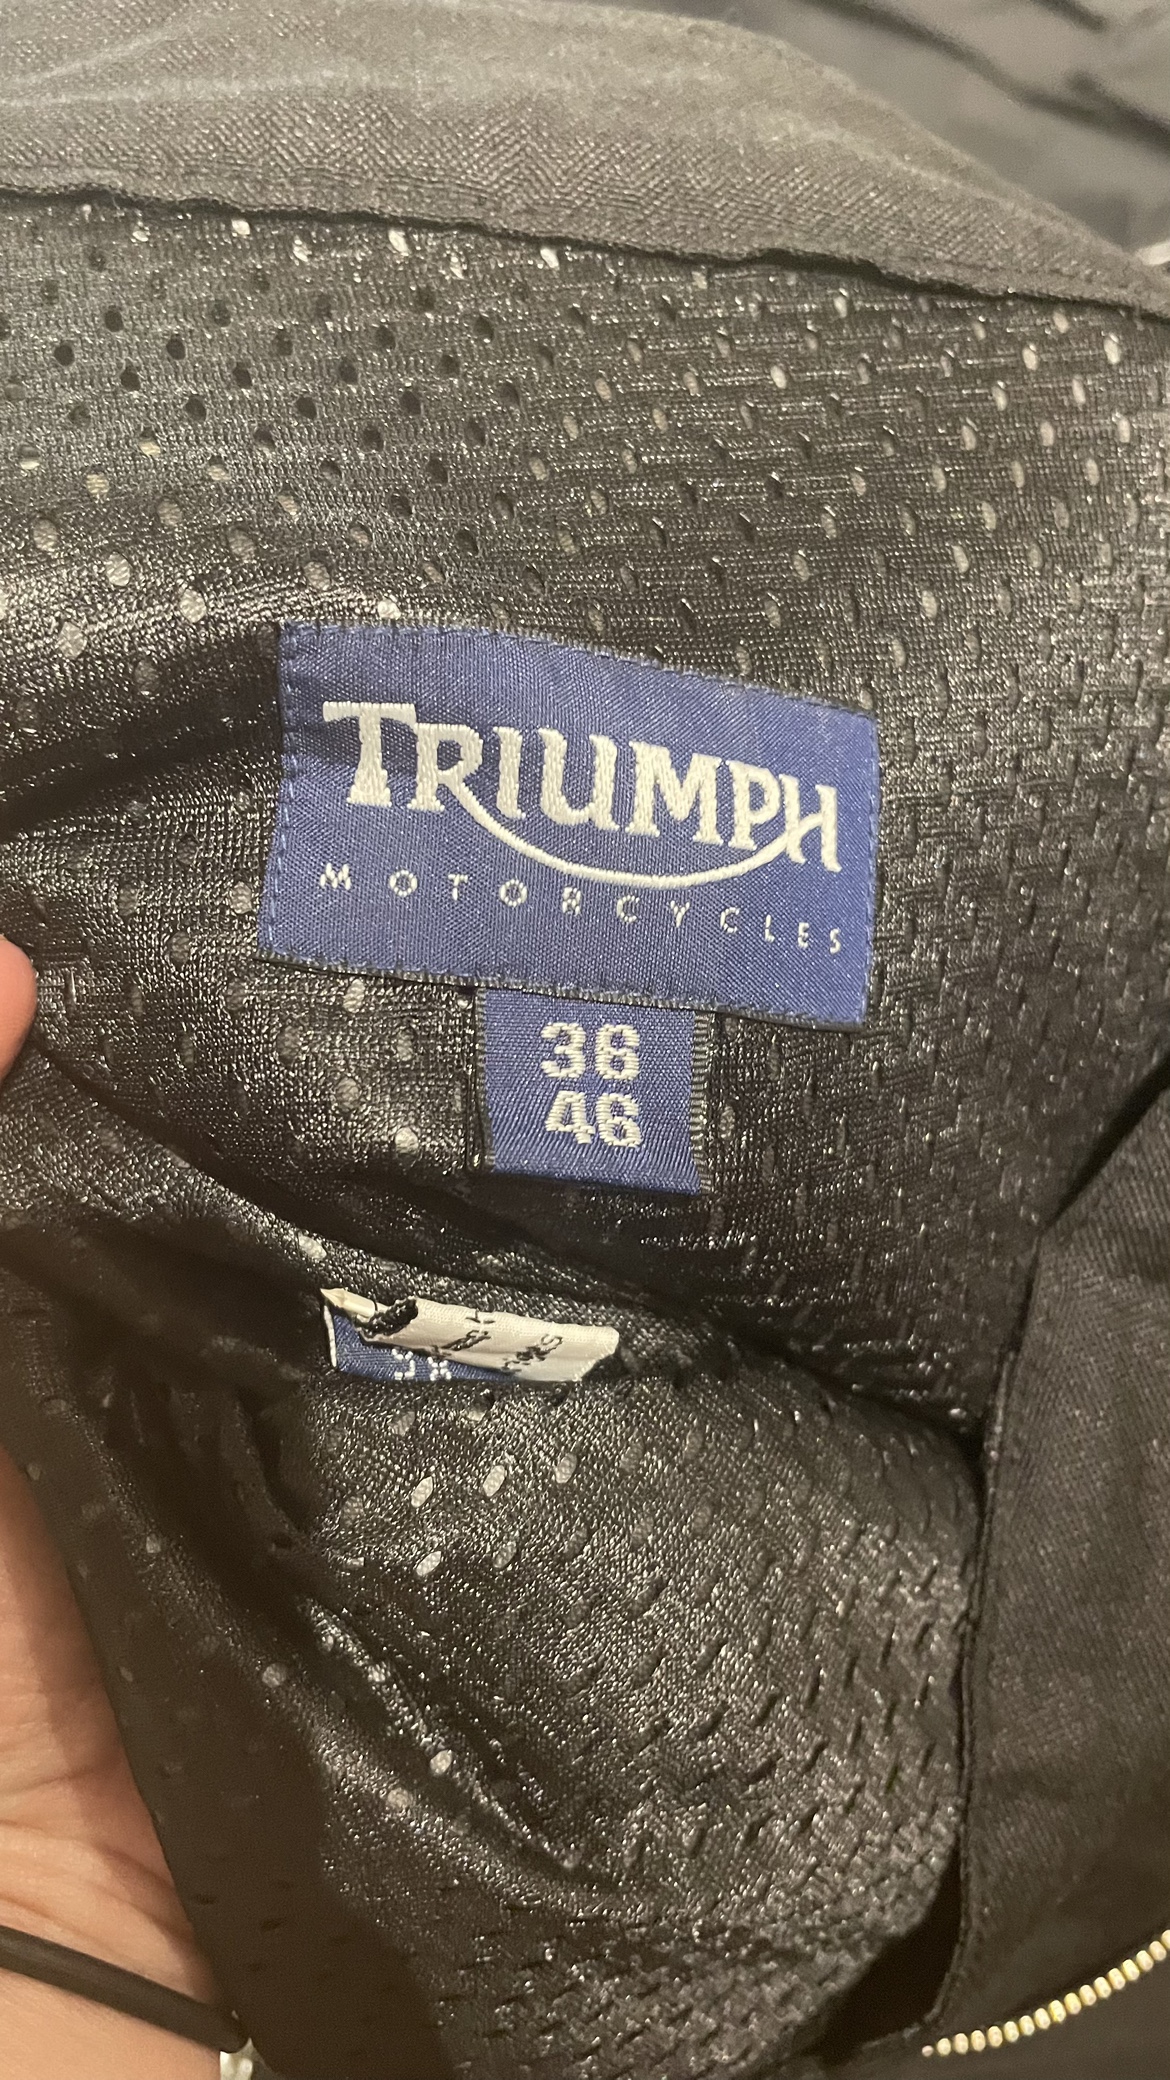 TRIUMPH
MOTORCYCLES
36
46